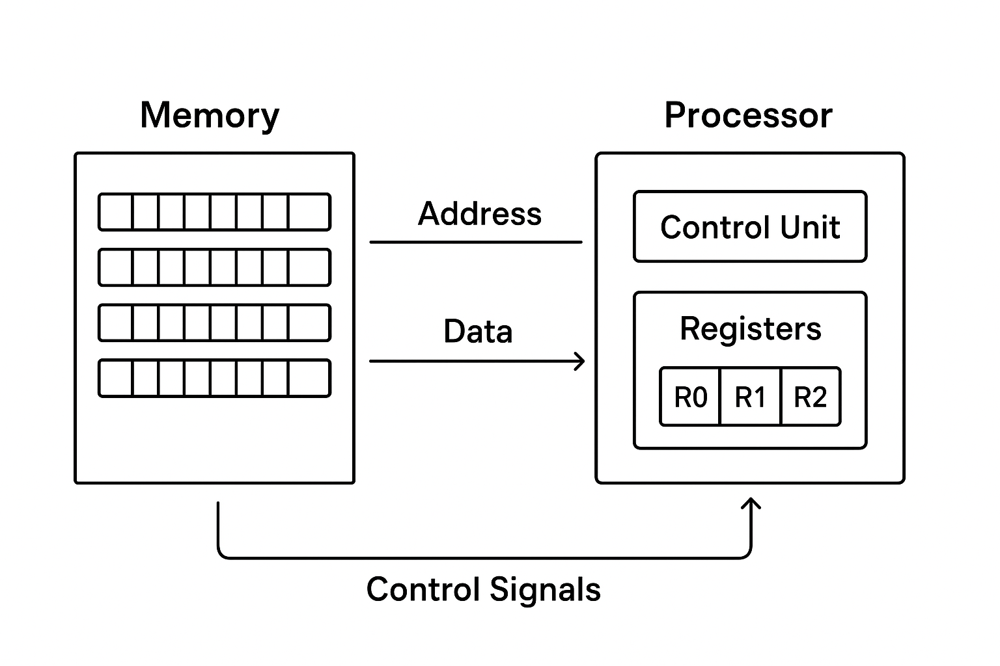 Memory
Processor
Address
Control Unit
Data
Registers
R0 R1 R2
Control Signals